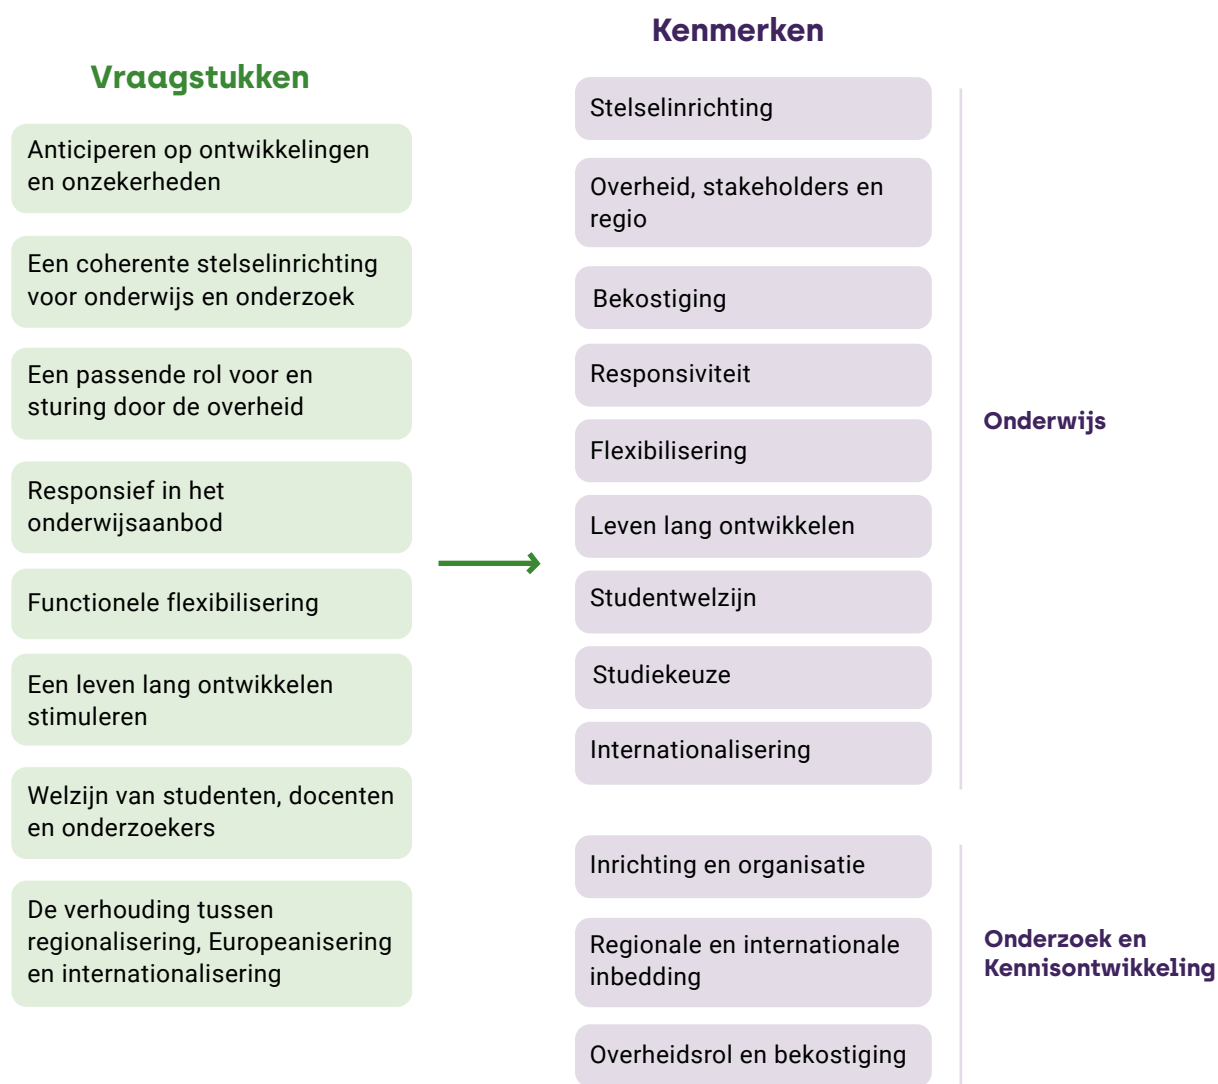 Vraagstukken
Anticiperen op ontwikkelingen
en onzekerheden
Een coherente stelselinrichting
voor onderwijs en onderzoek
Een passende rol voor en
sturing door de overheid
Responsief in het
onderwijsaanbod
Functionele flexibilisering
Een leven lang ontwikkelen
stimuleren
Welzijn van studenten, docenten
en onderzoekers
De verhouding tussen
regionalisering, Europeanisering
en internationalisering
Kenmerken
Stelselinrichting
Overheid, stakeholders en
regio
Bekostiging
Responsiviteit
Flexibilisering
Leven lang ontwikkelen
Studentwelzijn
Studiekeuze
Internationalisering
Onderwijs
Inrichting en organisatie
Regionale en internationale
inbedding
Overheidsrol en bekostiging
Onderzoek en
Kennisontwikkeling